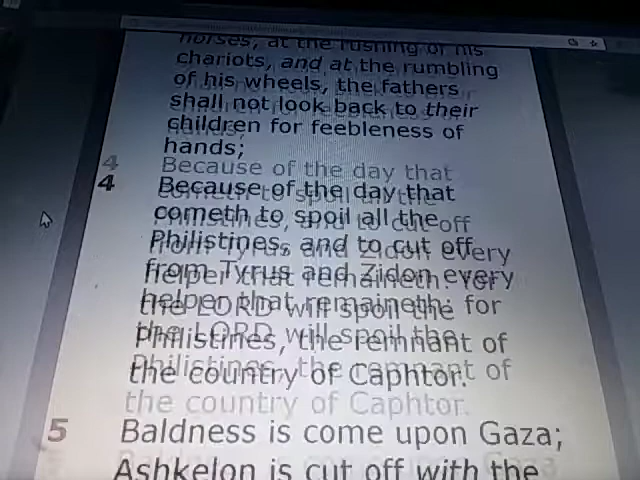 horses, at the rushing of his
chariots, and at the rumbling
of his wheels, the fathers
shall not look back to their
children for feebleness of
hands;
4 Because of the day that
cometh to spoil all the
Philistines, and to cut off
from Tyrus and Zidon every
helper that remaineth: for
the LORD will spoil the
Philistines, the remnant of
the country of Caphtor.
5 Baldness is come upon Gaza;
Ashkelon is cut off with the